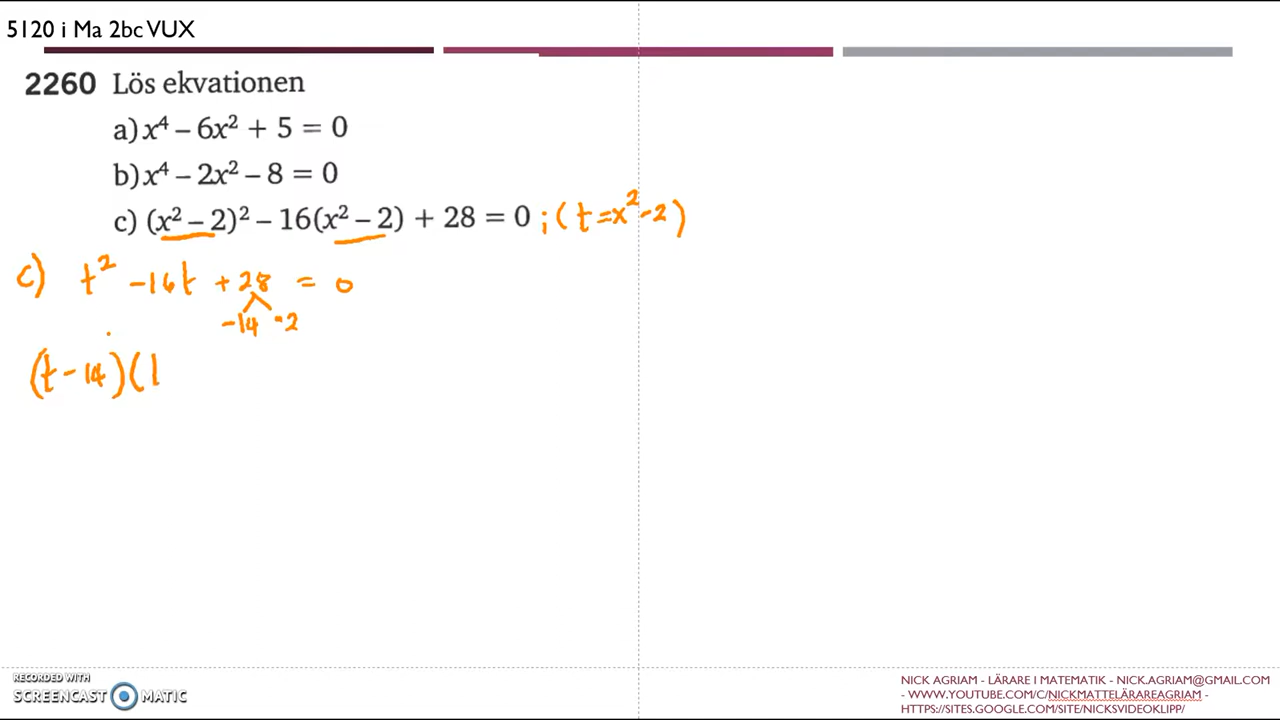 5120 i Ma 2bc VUX
2260 Lös ekvationen
a) x⁴ – 6x² + 5 = 0
b) x⁴ – 2x² – 8 = 0
c) (x² – 2)² – 16(x² – 2) + 28 = 0 ; (t=x²-2)
c) t² -16t +28 = 0
-14 -2
(t-14)(
RECORDED WITH
SCREENCAST MATIC
NICK AGRIAM - LÄRARE I MATEMATIK - NICK.AGRIAM@GMAIL.COM
- WWW.YOUTUBE.COM/C/NICKMATTELÄRAREAGRIAM -
HTTPS://SITES.GOOGLE.COM/SITE/NICKSVIDEOKLIPP/